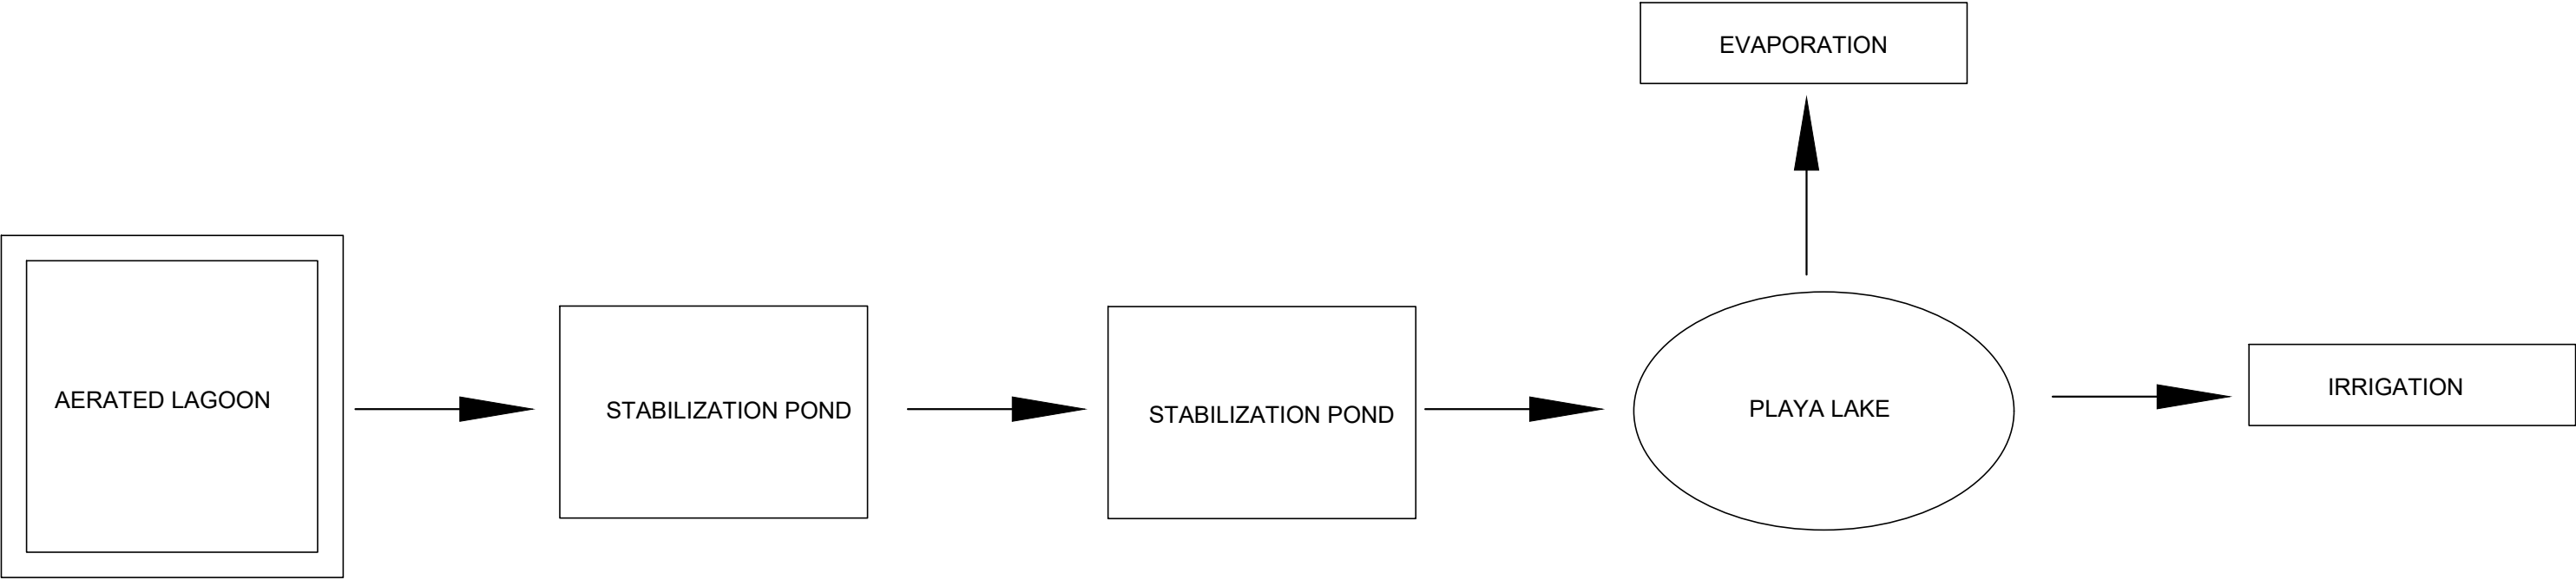 EVAPORATION
AERATED LAGOON
STABILIZATION POND
STABILIZATION POND
PLAYA LAKE
IRRIGATION